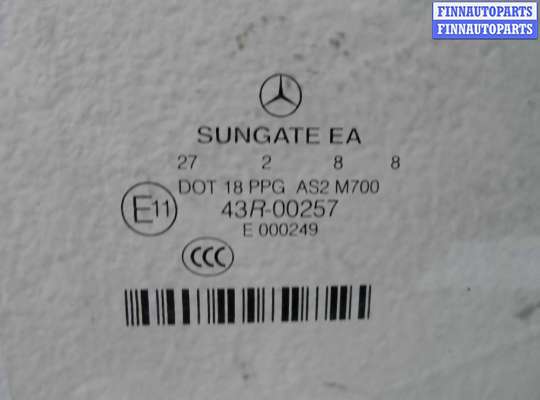 FINNAUTOPARTS
FINNAUTOPARTS
SUNGATE EA
27 2 8 8
DOT 18 PPG AS2 M700
E11 43R-00257
E 000249
CCC